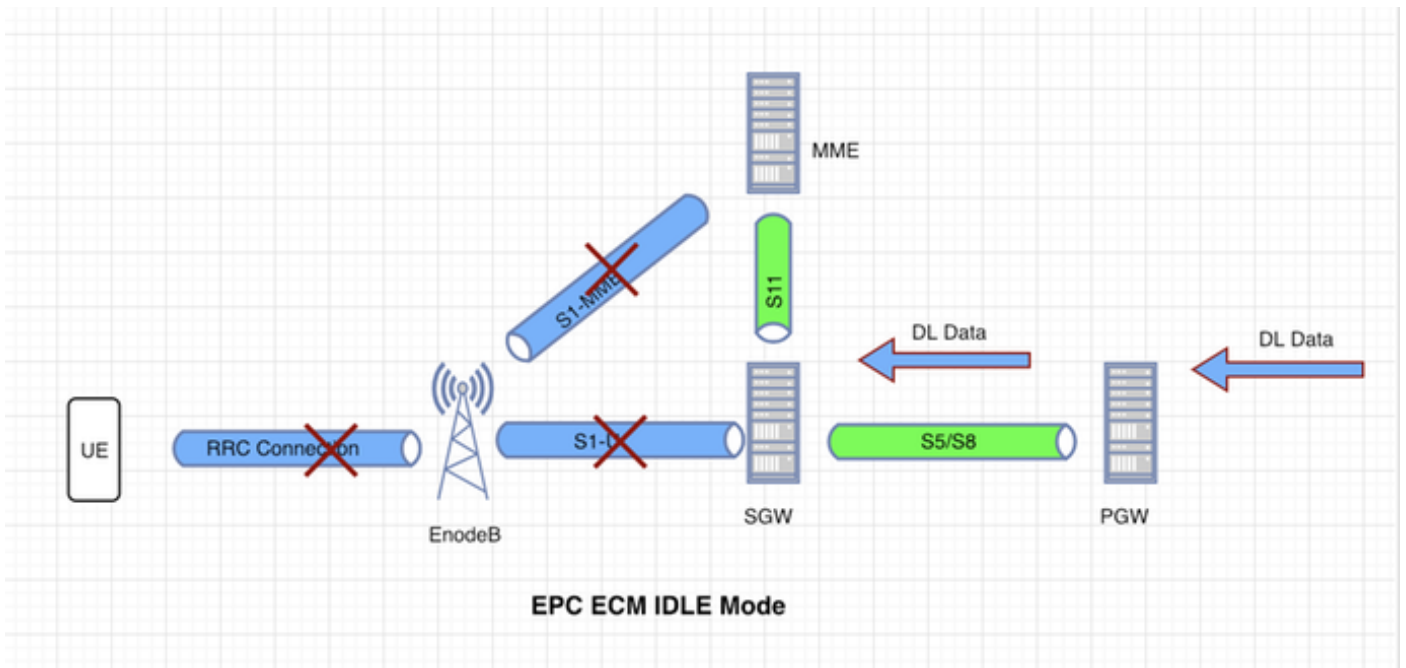 MME
S1-MME
S11
DL Data
DL Data
UE
RRC Connection
S1-U
S5/S8
SGW
PGW
EnodeB
EPC ECM IDLE Mode